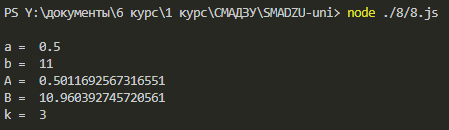 PS Y:\документы\6 курс\1 курс\СМАДЗУ\SMADZU-uni> node ./8/8.js
a = 0.5
b = 11
A = 0.5011692567316551
B = 10.960392745720561
k = 3